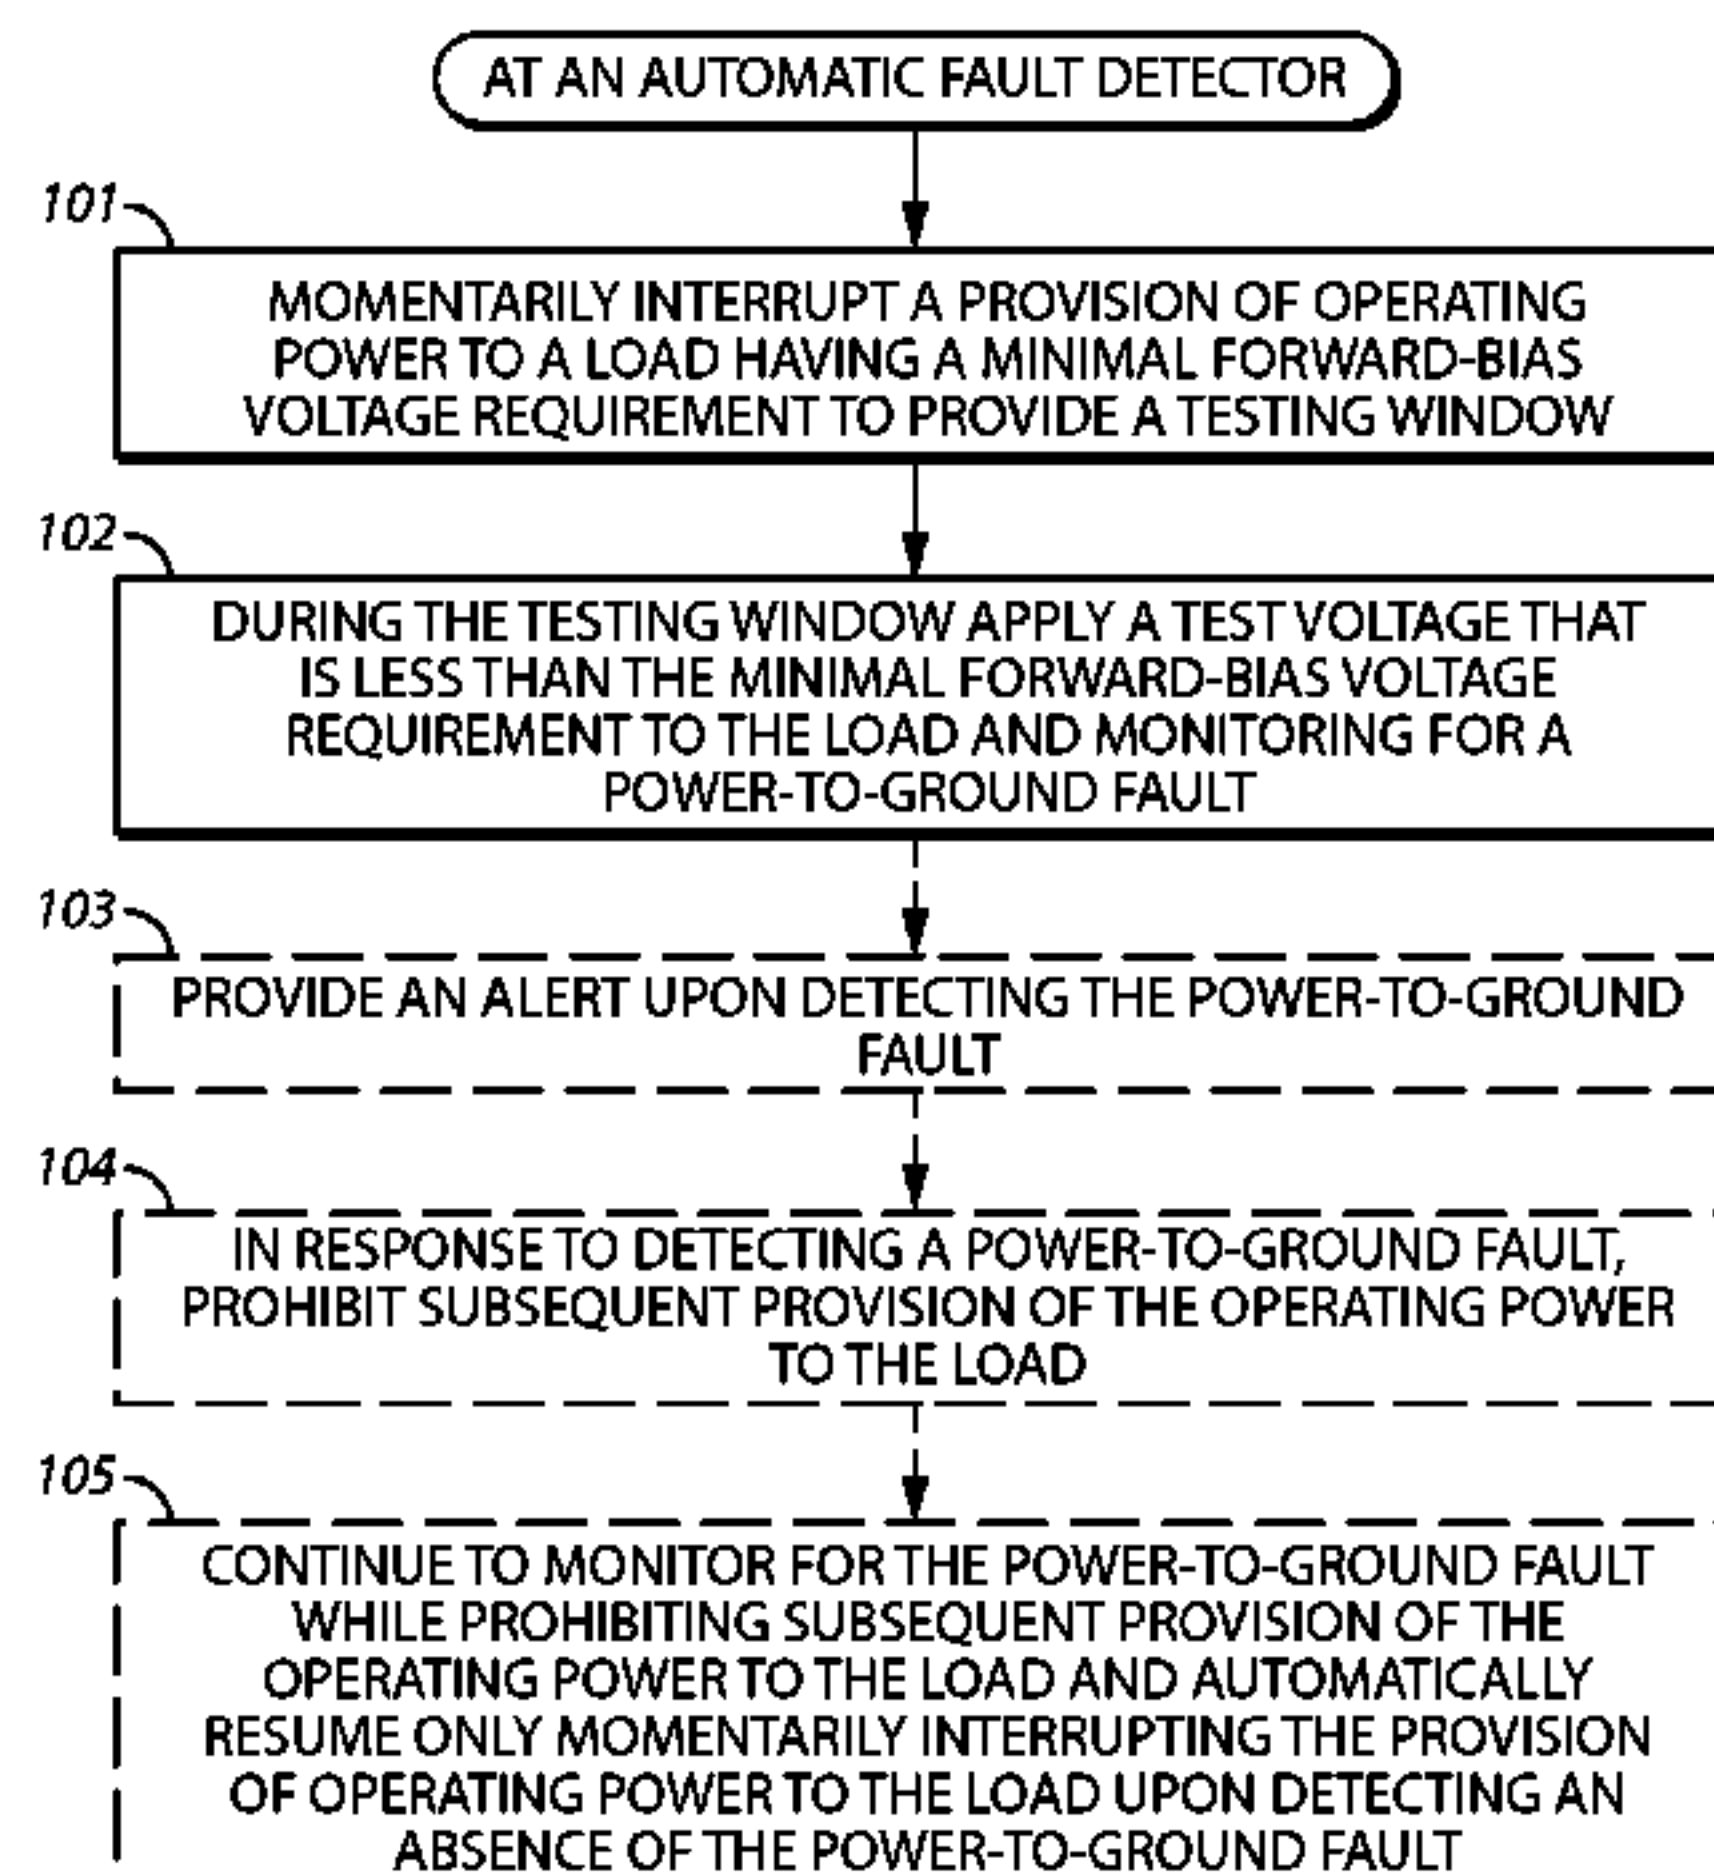 AT AN AUTOMATIC FAULT DETECTOR
101
MOMENTARILY INTERRUPT A PROVISION OF OPERATING
POWER TO A LOAD HAVING A MINIMAL FORWARD-BIAS
VOLTAGE REQUIREMENT TO PROVIDE A TESTING WINDOW
102
DURING THE TESTING WINDOW APPLY A TEST VOLTAGE THAT
IS LESS THAN THE MINIMAL FORWARD-BIAS VOLTAGE
REQUIREMENT TO THE LOAD AND MONITORING FOR A
POWER-TO-GROUND FAULT
103
PROVIDE AN ALERT UPON DETECTING THE POWER-TO-GROUND
FAULT
104
IN RESPONSE TO DETECTING A POWER-TO-GROUND FAULT,
PROHIBIT SUBSEQUENT PROVISION OF THE OPERATING POWER
TO THE LOAD
105
CONTINUE TO MONITOR FOR THE POWER-TO-GROUND FAULT
WHILE PROHIBITING SUBSEQUENT PROVISION OF THE
OPERATING POWER TO THE LOAD AND AUTOMATICALLY
RESUME ONLY MOMENTARILY INTERRUPTING THE PROVISION
OF OPERATING POWER TO THE LOAD UPON DETECTING AN
ABSENCE OF THE POWER-TO-GROUND FAULT